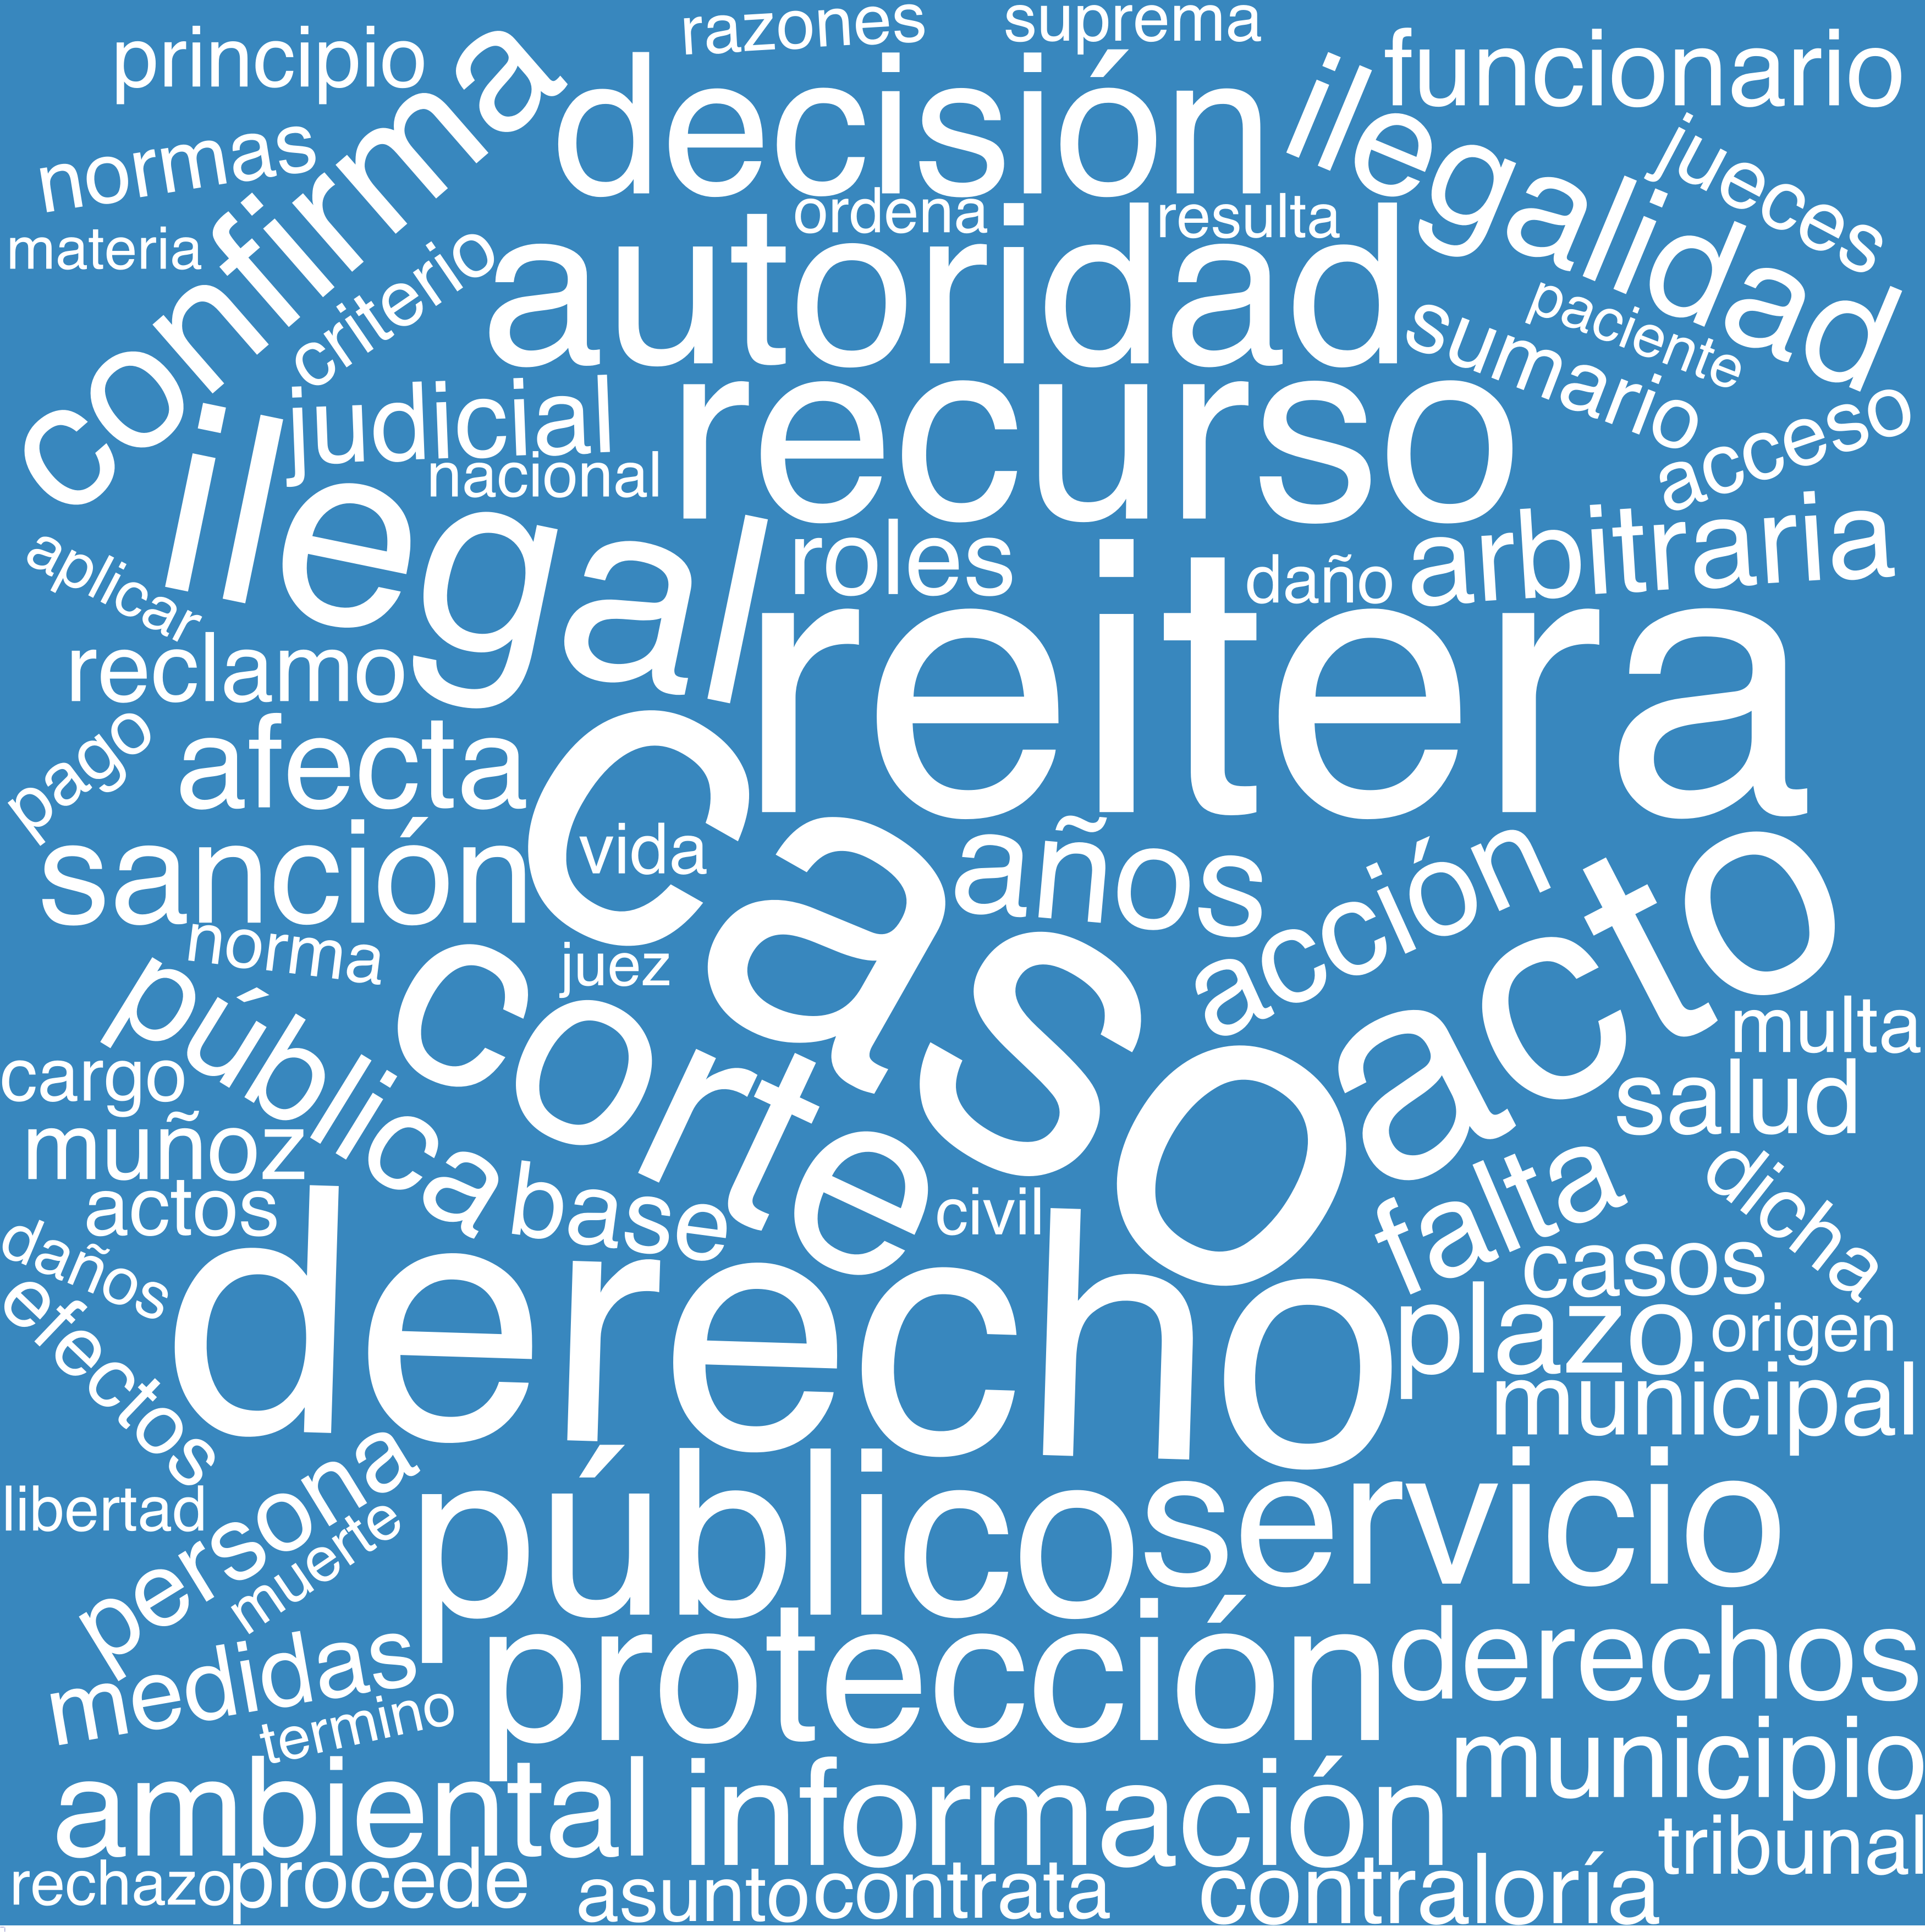 razones
suprema
principio
funcionario
decisión
confirma
ilegalidad
jueces
normas
materia
ordena
resulta
criterio
autoridad
paciente
sumario
judicial
nacional
recurso
acceso
ilegal
aplicar
roles
daño
arbitraria
reclamo
reitera
pago
afecta
caso
vida
sanción
años
acción
acto
norma
juez
corte
pública
multa
cargo
salud
muñoz
actos
base
civil
falta
dicha
daños
casos
efectos
derecho
plazo
origen
municipal
libertad
persona
muerte
público
servicio
medidas
termino
protección
derechos
municipio
ambiental
información
tribunal
rechazo
procede
asunto
contrata
contraloría